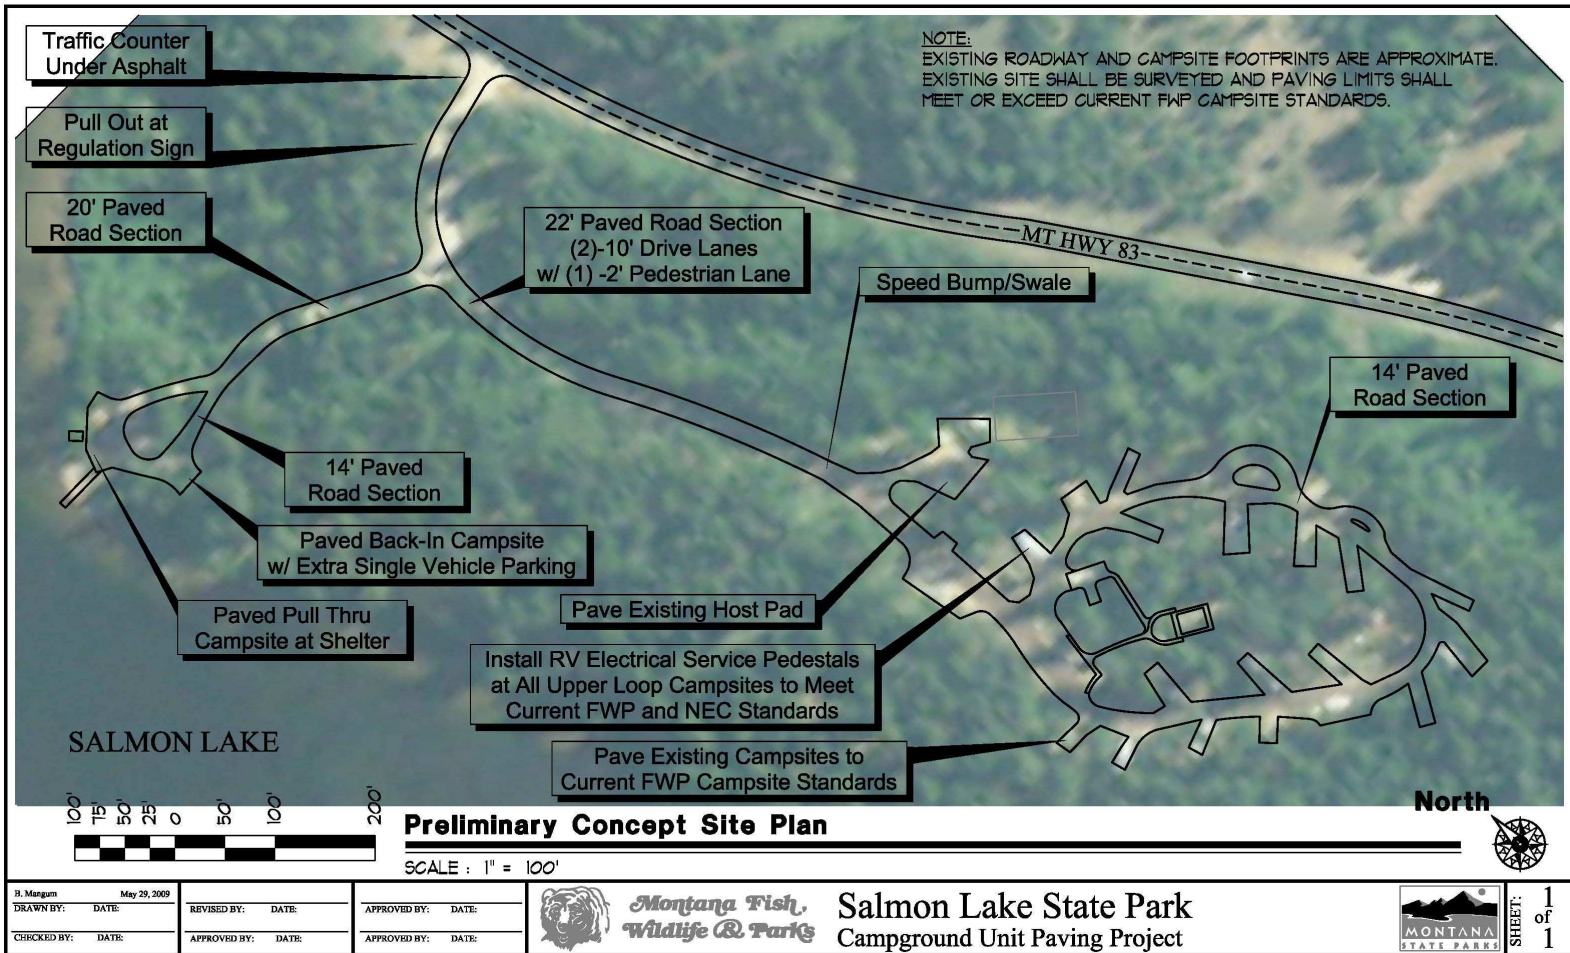 Traffic Counter
Under Asphalt
Pull Out at
Regulation Sign
20' Paved
Road Section
NOTE:
EXISTING ROADWAY AND CAMPSITE FOOTPRINTS ARE APPROXIMATE.
EXISTING SITE SHALL BE SURVEYED AND PAVING LIMITS SHALL
MEET OR EXCEED CURRENT FWP CAMPSITE STANDARDS.
22' Paved Road Section
(2)-10' Drive Lanes
w/ (1) -2' Pedestrian Lane
MT HWY 83
Speed Bump/Swale
14' Paved
Road Section
14' Paved
Road Section
Paved Back-In Campsite
w/ Extra Single Vehicle Parking
Paved Pull Thru
Campsite at Shelter
Pave Existing Host Pad
Install RV Electrical Service Pedestals
at All Upper Loop Campsites to Meet
Current FWP and NEC Standards
Pave Existing Campsites to
Current FWP Campsite Standards
SALMON LAKE
North
100' 75' 50' 25' 0 50' 100' 200'
Preliminary Concept Site Plan
SCALE : 1" = 100'
B. Mangum May 29, 2009
DRAWN BY: DATE:
CHECKED BY: DATE:
REVISED BY: DATE:
APPROVED BY: DATE:
APPROVED BY: DATE:
APPROVED BY: DATE:
Montana Fish,
Wildlife & Parks
Salmon Lake State Park
Campground Unit Paving Project
MONTANA
STATE PARKS
SHEET: 1
of
1